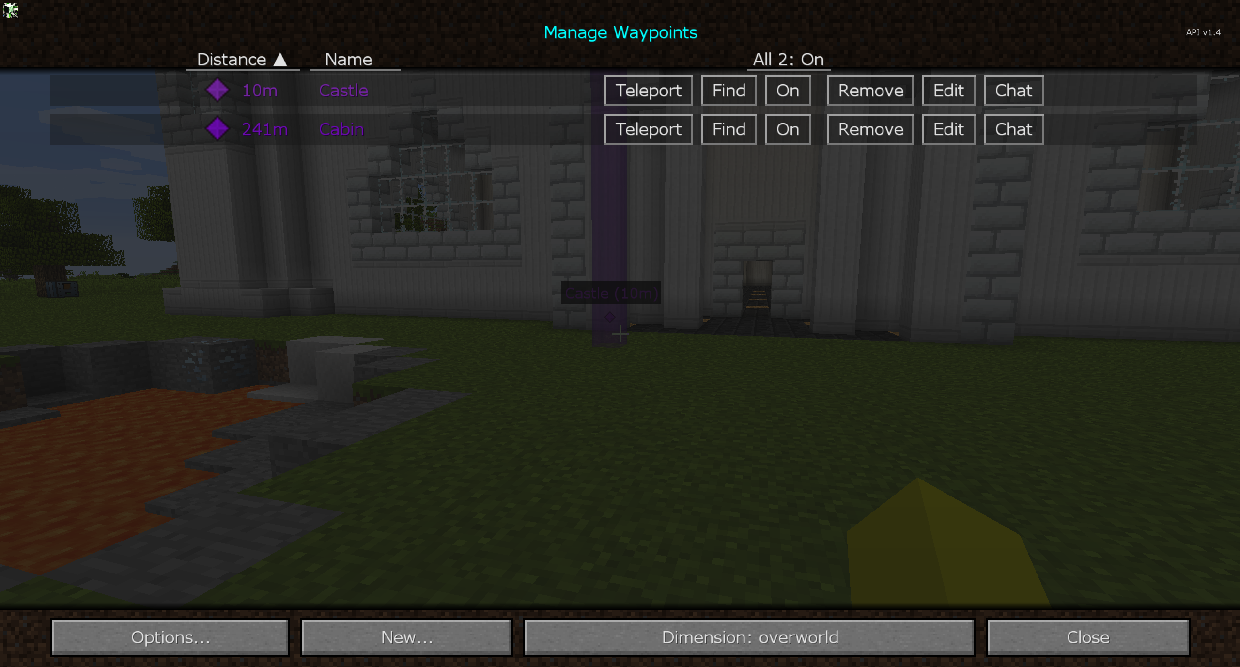 Manage Waypoints
API v1.4
Distance ▲ Name All 2: On
10m Castle Teleport Find On Remove Edit Chat
241m Cabin Teleport Find On Remove Edit Chat
Castle (10m)
Options... New... Dimension: overworld Close